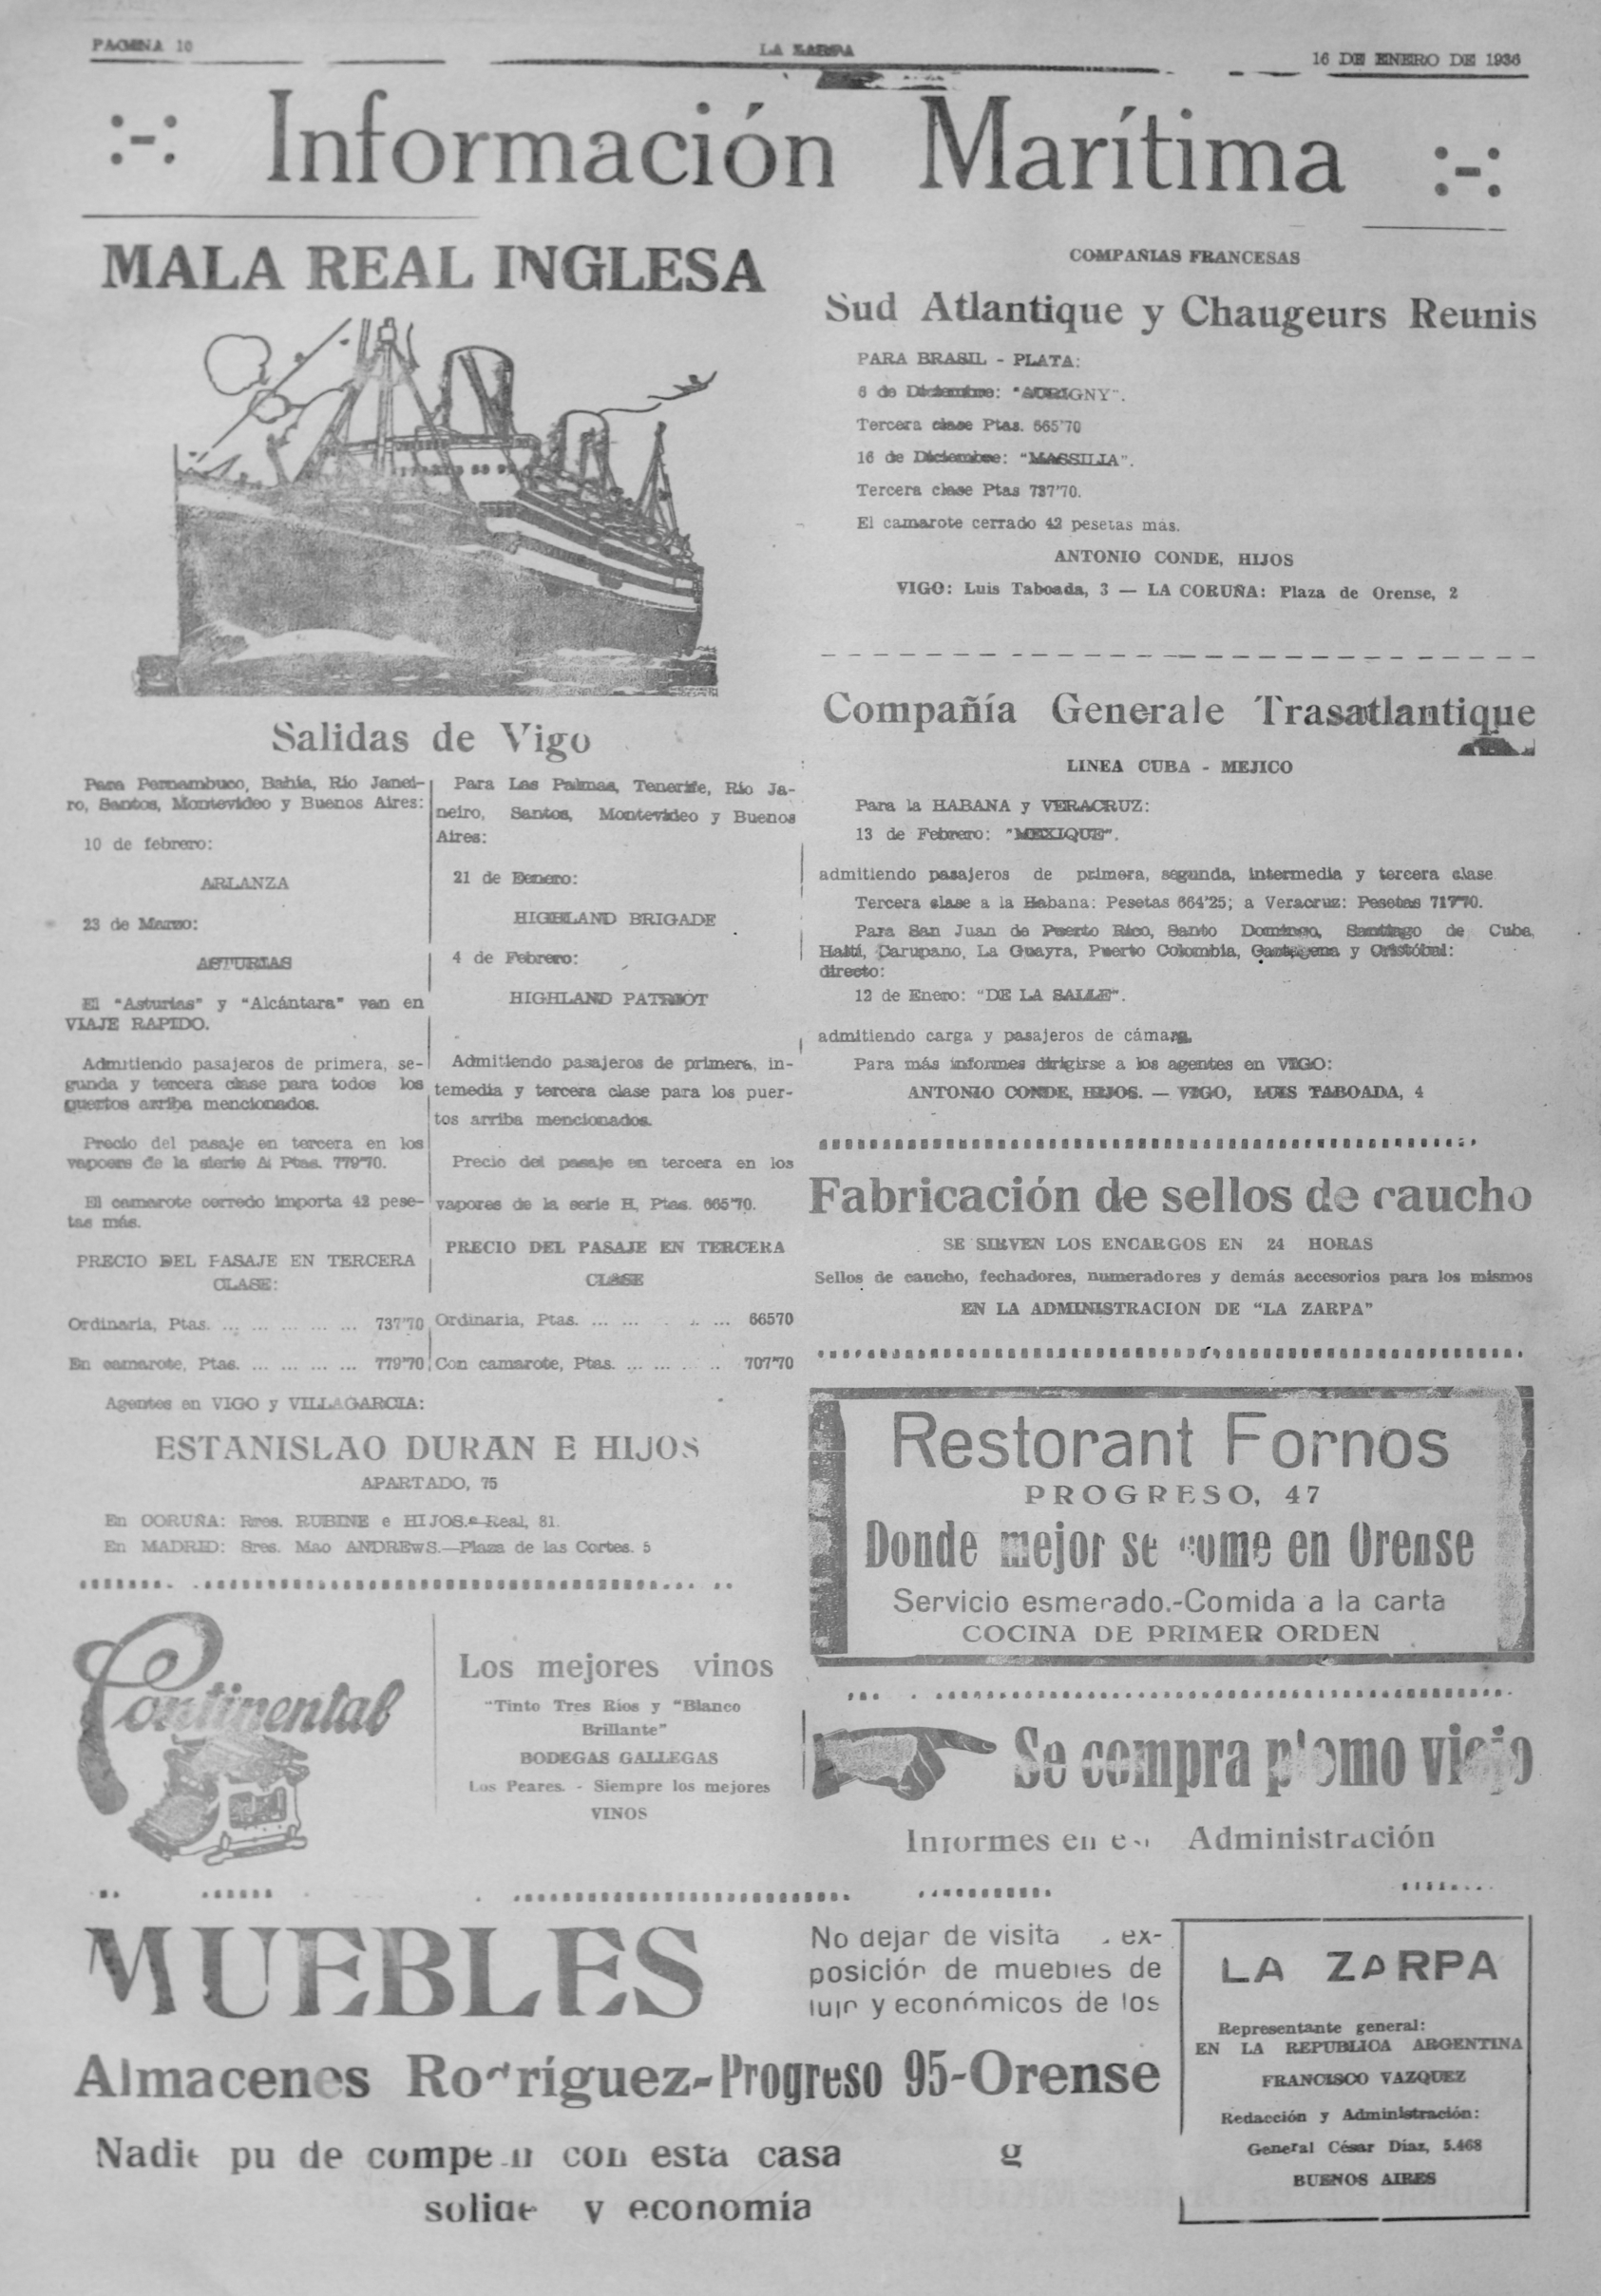 PAGINA 10
LA ZARPA
16 DE ENERO DE 1936
:-: Información Marítima :-:
MALA REAL INGLESA
Salidas de Vigo
Para Pernambuco, Bahía, Rio Janei-
ro, Santos, Montevideo y Buenos Aires:
10 de febrero:
ARLANZA
23 de Marzo:
ASTURIAS
El "Asturias" y "Alcántara" van en
VIAJE RAPIDO.
Admitiendo pasajeros de primera, se-
gunda y tercera clase para todos los
puertos arriba mencionados.
Precio del pasaje en tercera en los
vapoers de la sierie A: Ptas. 779'70.
El camarote cerredo importa 42 pese-
tas más.
PRECIO DEL PASAJE EN TERCERA
CLASE:
Ordinaria, Ptas. ... ... ... ... ... 737'70
En camarote, Ptas. ... ... ... ... 779'70
Para Las Palmas, Tenerife, Rio Ja-
neiro, Santos, Montevideo y Buenos
Aires:
21 de Eenero:
HIGHLAND BRIGADE
4 de Febrero:
HIGHLAND PATRIOT
Admitiendo pasajeros de primera, in-
temedia y tercera clase para los puer-
tos arriba mencionados.
Precio del pasaje en tercera en los
vapores de la serie H, Ptas. 665'70.
PRECIO DEL PASAJE EN TERCERA
CLASE
Ordinaria, Ptas. ... ... . .. ... 66570
Con camarote, Ptas. ... ... . .. 707'70
Agentes en VIGO y VILLAGARCIA:
ESTANISLAO DURAN E HIJOS
APARTADO, 75
En CORUÑA: Rres. RUBINE e HIJOS.—Real, 81.
En MADRID: Sres. Mao ANDREwS.—Plaza de las Cortes. 5
Continental
Los mejores vinos
"Tinto Tres Ríos y "Blanco
Brillante"
BODEGAS GALLEGAS
Los Peares. - Siempre los mejores
VINOS
COMPAÑIAS FRANCESAS
Sud Atlantique y Chaugeurs Reunis
PARA BRASIL - PLATA:
6 de Diciembre: "AURIGNY".
Tercera clase Ptas. 665'70
16 de Diciembre: "MASSILIA".
Tercera clase Ptas 737'70.
El camarote cerrado 42 pesetas más.
ANTONIO CONDE, HIJOS
VIGO: Luis Taboada, 3 — LA CORUÑA: Plaza de Orense, 2
Compañía Generale Trasatlantique
LINEA CUBA - MEJICO
Para la HABANA y VERACRUZ:
13 de Febrero: "MEXIQUE".
admitiendo pasajeros de primera, segunda, intermedia y tercera clase
Tercera clase a la Habana: Pesetas 664'25; a Veracruz: Pesetas 717'70.
Para San Juan de Puerto Rico, Santo Domingo, Santiago de Cuba
Haití, Carupano, La Guayra, Puerto Colombia, Cartagena y Cristóbal:
directo:
12 de Enero: "DE LA SALLE".
admitiendo carga y pasajeros de cámara.
Para más informes dirigirse a los agentes en VIGO:
ANTONIO CONDE, HIJOS. — VIGO, LUIS TABOADA, 4
Fabricación de sellos de caucho
SE SIRVEN LOS ENCARGOS EN 24 HORAS
Sellos de caucho, fechadores, numeradores y demás accesorios para los mismos
EN LA ADMINISTRACION DE "LA ZARPA"
Restorant Fornos
PROGRESO, 47
Donde mejor se come en Orense
Servicio esmerado.-Comida a la carta
COCINA DE PRIMER ORDEN
Se compra plomo viejo
Informes en Administración
MUEBLES
No dejar de visita ex-
posición de muebles de
lujo y económicos de los
Almacenes Rodríguez-Progreso 95-Orense
Nadie pu de con esta casa
y economía
LA ZARPA
Representante general:
EN LA REPUBLICA ARGENTINA
FRANCISCO VAZQUEZ
Redacción y Administración:
General César Díaz, 5.468
BUENOS AIRES